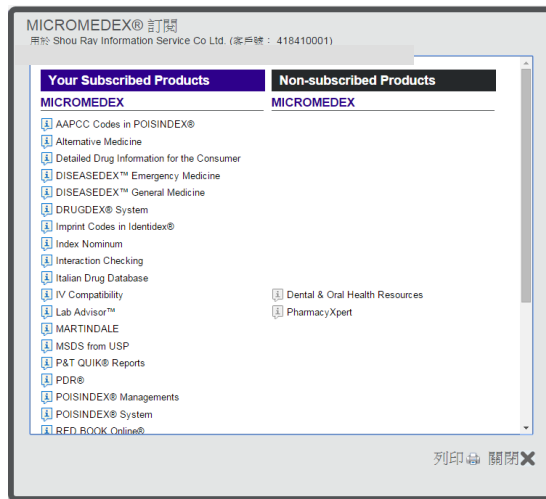 MICROMEDEX® 訂閱
用於 Shou Ray Information Service Co Ltd. (客戶號： 418410001)
Your Subscribed Products
Non-subscribed Products
MICROMEDEX
MICROMEDEX
AAPCC Codes in POISINDEX®
Alternative Medicine
Detailed Drug Information for the Consumer
DISEASEDEX™ Emergency Medicine
DISEASEDEX™ General Medicine
DRUGDEX® System
Imprint Codes in Identidex®
Index Nominum
Interaction Checking
Italian Drug Database
IV Compatibility
Dental & Oral Health Resources
Lab Advisor™
PharmacyXpert
MARTINDALE
MSDS from USP
P&T QUIK® Reports
PDR®
POISINDEX® Managements
POISINDEX® System
RED BOOK Online®
列印 關閉